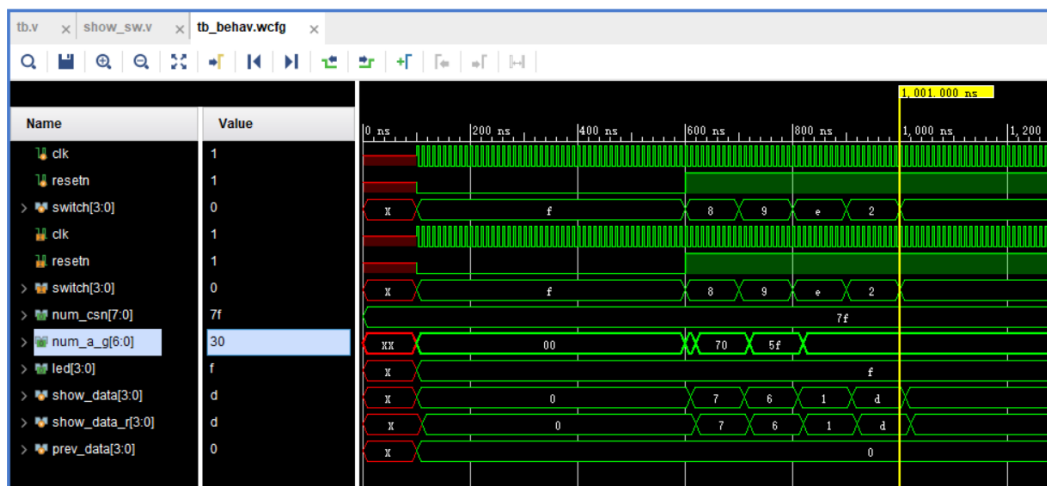 tb.v × show_sw.v × tb_behav.wcfg ×
1,001.000 ns
Name Value
0 ns 200 ns 400 ns 600 ns 800 ns 1,000 ns 1,200
clk 1
resetn 1
switch[3:0] 0 X f 8 9 e 2
clk 1
resetn 1
switch[3:0] 0 X f 8 9 e 2
num_csn[7:0] 7f 7f
num_a_g[6:0] 30 XX 00 70 5f
led[3:0] f X f
show_data[3:0] d X 0 7 6 1 d
show_data_r[3:0] d X 0 7 6 1 d
prev_data[3:0] 0 X 0